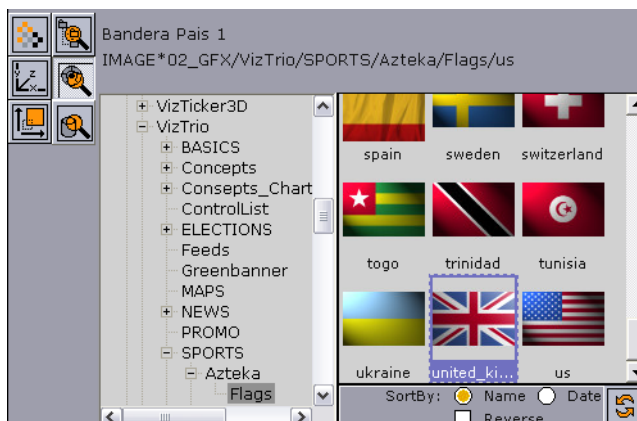 Bandera Pais 1
IMAGE*02_GFX/VizTrio/SPORTS/Azteka/Flags/us
VizTicker3D
VizTrio
BASICS
Concepts
Consepts_Chart
ControlList
ELECTIONS
Feeds
Greenbanner
MAPS
NEWS
PROMO
SPORTS
Azteka
Flags
spain sweden switzerland
togo trinidad tunisia
ukraine united_ki... us
SortBy: Name Date
Reverse
y z x